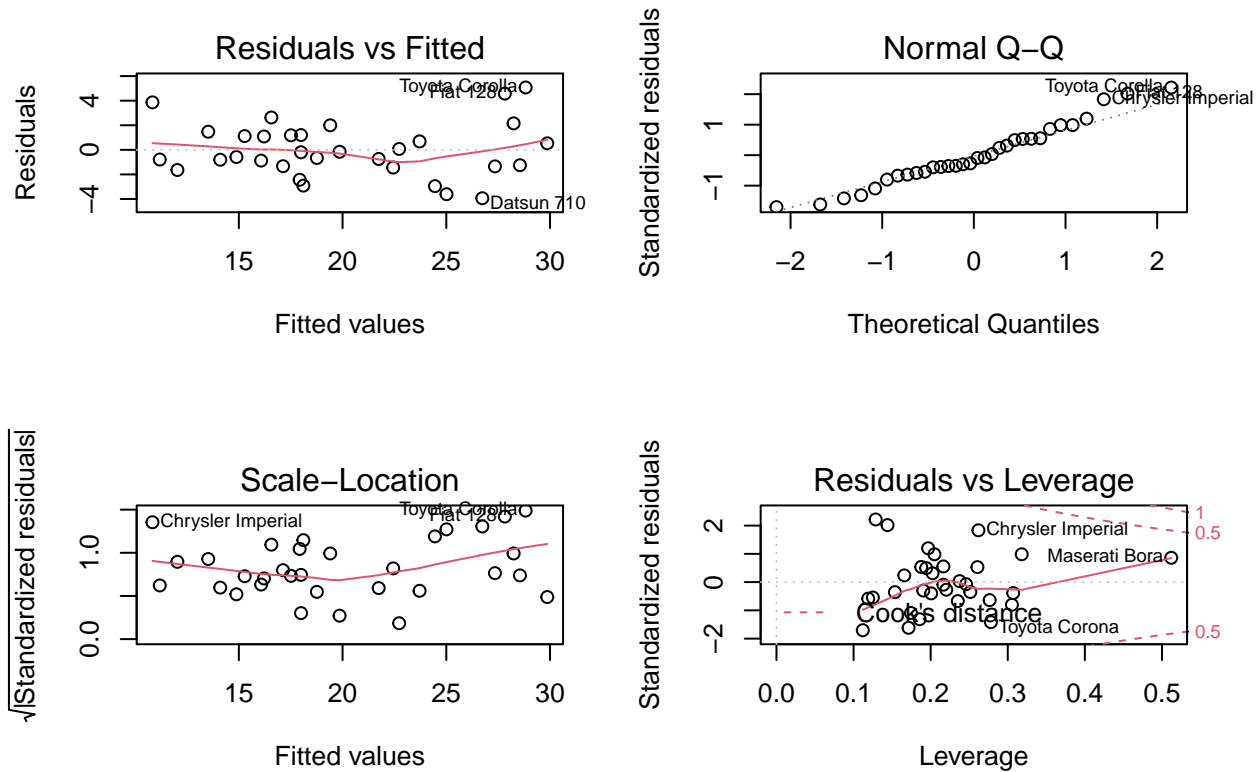 Residuals vs Fitted
Residuals
4
0
−4
Toyota Corolla
Fiat 128
Datsun 710
15 20 25 30
Fitted values
Normal Q−Q
Standardized residuals
1
−1
Toyota Corolla
Fiat 128
Chrysler Imperial
−2 −1 0 1 2
Theoretical Quantiles
Scale−Location
√|Standardized residuals|
1.0
0.0
Chrysler Imperial
Toyota Corolla
Fiat 128
15 20 25 30
Fitted values
Residuals vs Leverage
Standardized residuals
2
0
−2
1
0.5
0.5
Chrysler Imperial
Maserati Bora
Cook's distance
Toyota Corona
0.0 0.1 0.2 0.3 0.4 0.5
Leverage